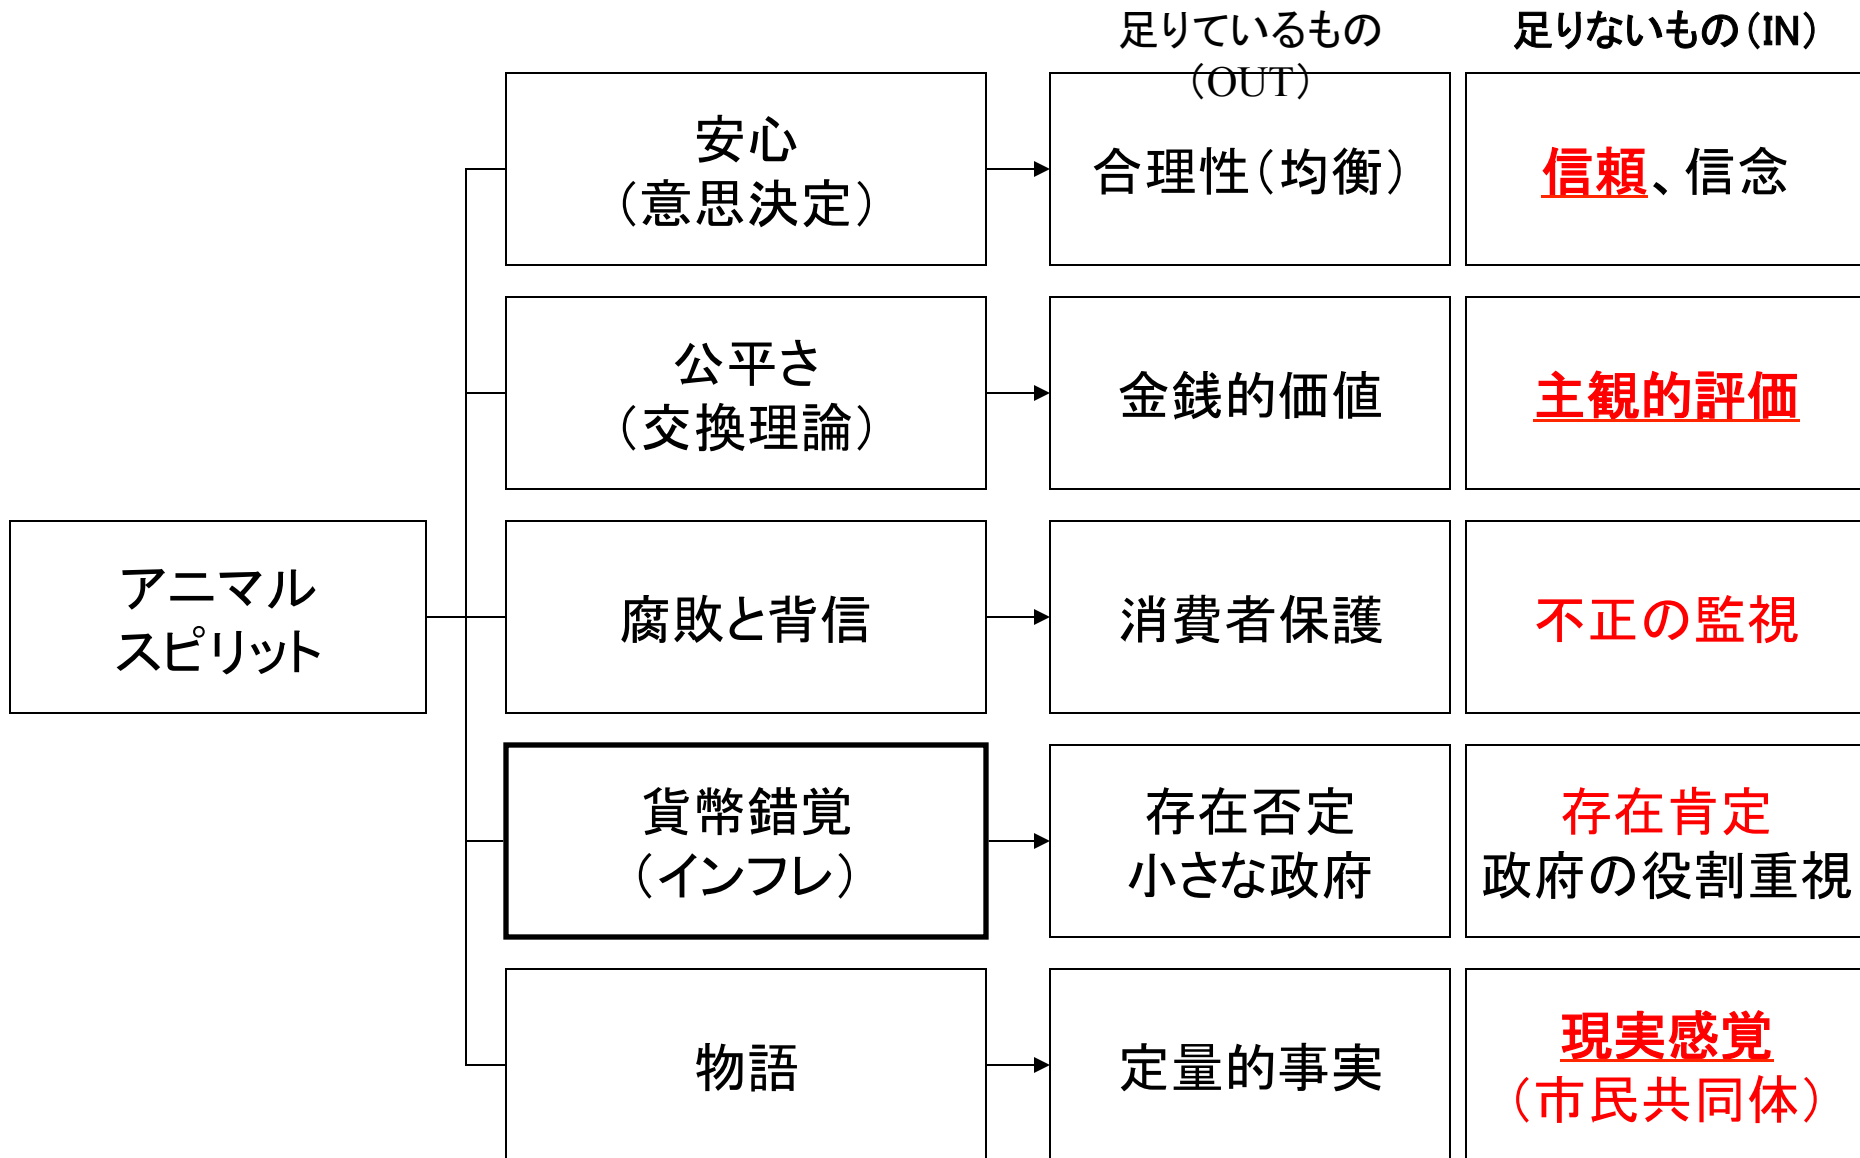 足りているもの
（OUT）
足りないもの（IN）
安心
（意思決定）
合理性（均衡）
信頼、信念
公平さ
（交換理論）
金銭的価値
主観的評価
アニマル
スピリット
腐敗と背信
消費者保護
不正の監視
貨幣錯覚
（インフレ）
存在否定
小さな政府
存在肯定
政府の役割重視
物語
定量的事実
現実感覚
（市民共同体）